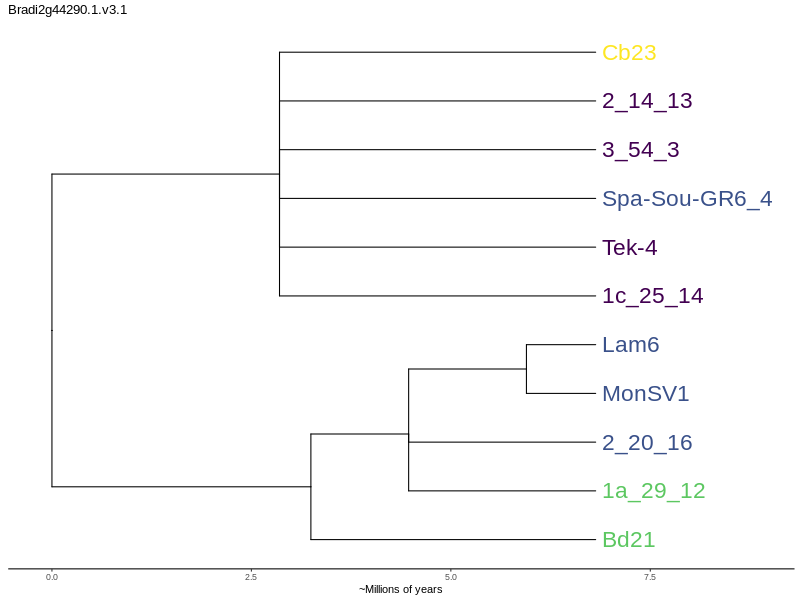 Bradi2g44290.1.v3.1
Cb23
2_14_13
3_54_3
Spa-Sou-GR6_4
Tek-4
1c_25_14
Lam6
MonSV1
2_20_16
1a_29_12
Bd21
0.0 2.5 5.0 7.5
~Millions of years